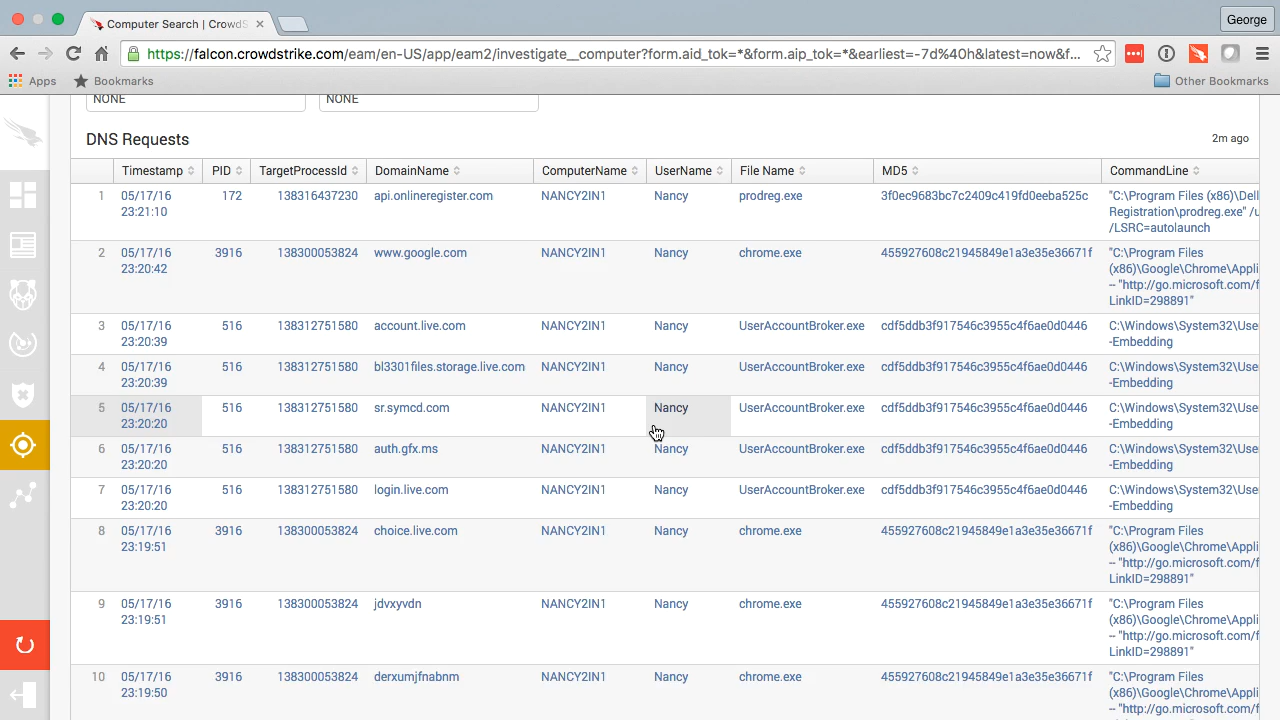 Computer Search | CrowdS
George
https://falcon.crowdstrike.com/eam/en-US/app/eam2/investigate__computer?form.aid_tok=*&form.aip_tok=*&earliest=-7d%40h&latest=now&f...
Apps
Bookmarks
Other Bookmarks
NONE
NONE
DNS Requests
2m ago
Timestamp PID TargetProcessId DomainName ComputerName UserName File Name MD5 CommandLine
1 05/17/16 172 138316437230 api.onlineregister.com NANCY2IN1 Nancy prodreg.exe 3f0ec9683bc7c2409c419fd0eeba525c "C:\Program Files (x86)\Dell
23:21:10 Registration\prodreg.exe" /u
/LSRC=autolaunch
2 05/17/16 3916 138300053824 www.google.com NANCY2IN1 Nancy chrome.exe 455927608c21945849e1a3e35e36671f "C:\Program Files
23:20:42 (x86)\Google\Chrome\Appli
-- "http://go.microsoft.com/f
LinkID=298891"
3 05/17/16 516 138312751580 account.live.com NANCY2IN1 Nancy UserAccountBroker.exe cdf5ddb3f917546c3955c4f6ae0d0446 C:\Windows\System32\Use
23:20:39 -Embedding
4 05/17/16 516 138312751580 bl3301files.storage.live.com NANCY2IN1 Nancy UserAccountBroker.exe cdf5ddb3f917546c3955c4f6ae0d0446 C:\Windows\System32\Use
23:20:39 -Embedding
5 05/17/16 516 138312751580 sr.symcd.com NANCY2IN1 Nancy UserAccountBroker.exe cdf5ddb3f917546c3955c4f6ae0d0446 C:\Windows\System32\Use
23:20:20 -Embedding
6 05/17/16 516 138312751580 auth.gfx.ms NANCY2IN1 Nancy UserAccountBroker.exe cdf5ddb3f917546c3955c4f6ae0d0446 C:\Windows\System32\Use
23:20:20 -Embedding
7 05/17/16 516 138312751580 login.live.com NANCY2IN1 Nancy UserAccountBroker.exe cdf5ddb3f917546c3955c4f6ae0d0446 C:\Windows\System32\Use
23:20:20 -Embedding
8 05/17/16 3916 138300053824 choice.live.com NANCY2IN1 Nancy chrome.exe 455927608c21945849e1a3e35e36671f "C:\Program Files
23:19:51 (x86)\Google\Chrome\Appli
-- "http://go.microsoft.com/f
LinkID=298891"
9 05/17/16 3916 138300053824 jdvxyvdn NANCY2IN1 Nancy chrome.exe 455927608c21945849e1a3e35e36671f "C:\Program Files
23:19:51 (x86)\Google\Chrome\Appli
-- "http://go.microsoft.com/f
LinkID=298891"
10 05/17/16 3916 138300053824 derxumjfnabnm NANCY2IN1 Nancy chrome.exe 455927608c21945849e1a3e35e36671f "C:\Program Files
23:19:50 (x86)\Google\Chrome\Appli
-- "http://go.microsoft.com/f